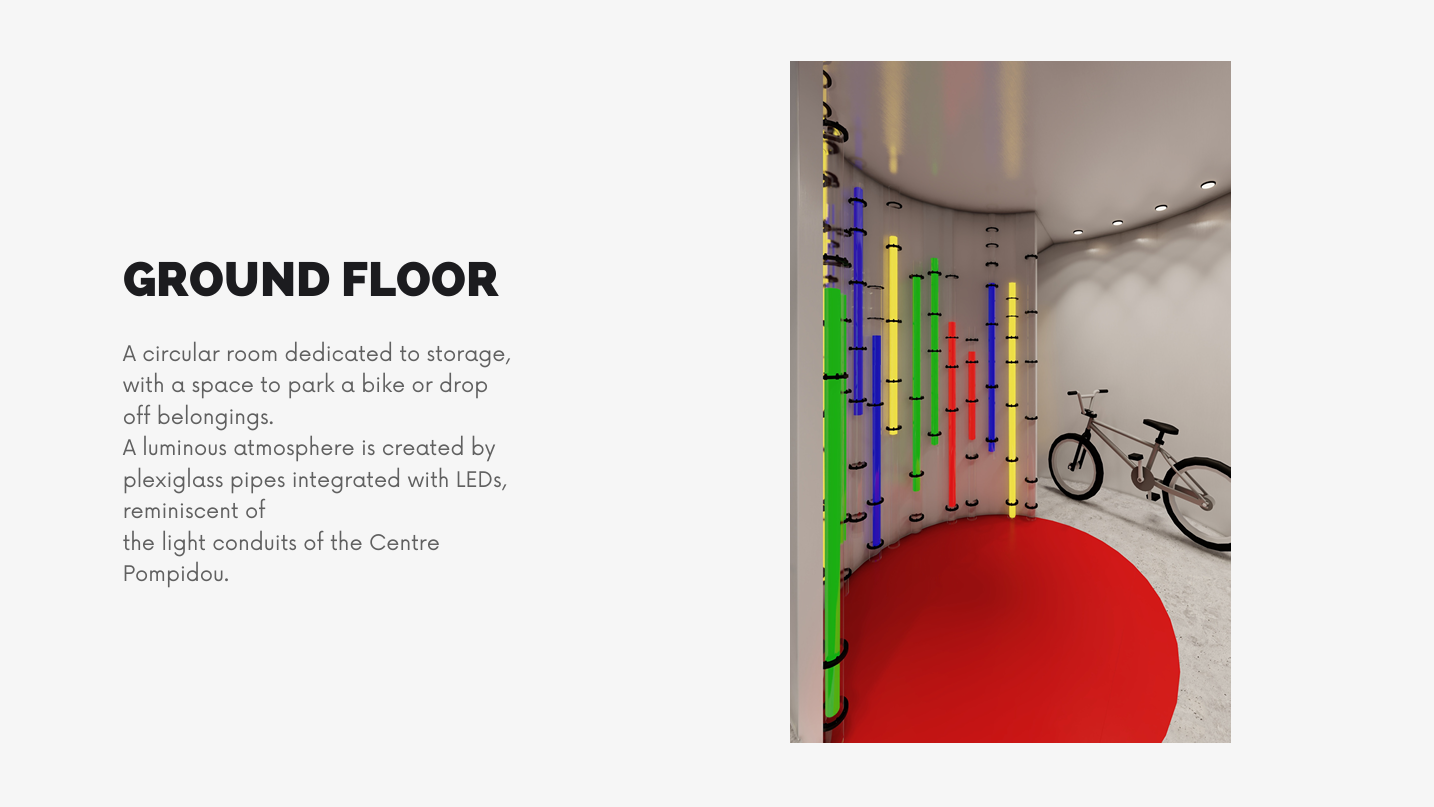 GROUND FLOOR
A circular room dedicated to storage,
with a space to park a bike or drop
off belongings.
A luminous atmosphere is created by
plexiglass pipes integrated with LEDs,
reminiscent of
the light conduits of the Centre
Pompidou.